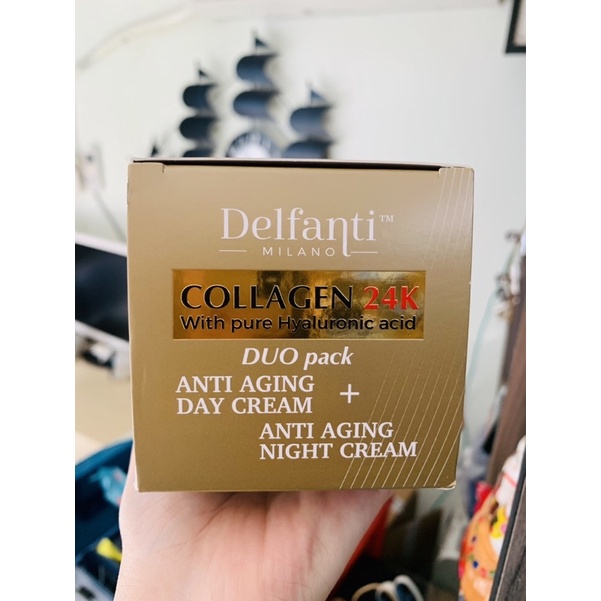 Delfanti™
MILANO
COLLAGEN 24K
With pure Hyaluronic acid
DUO pack
ANTI AGING
DAY CREAM
+
ANTI AGING
NIGHT CREAM